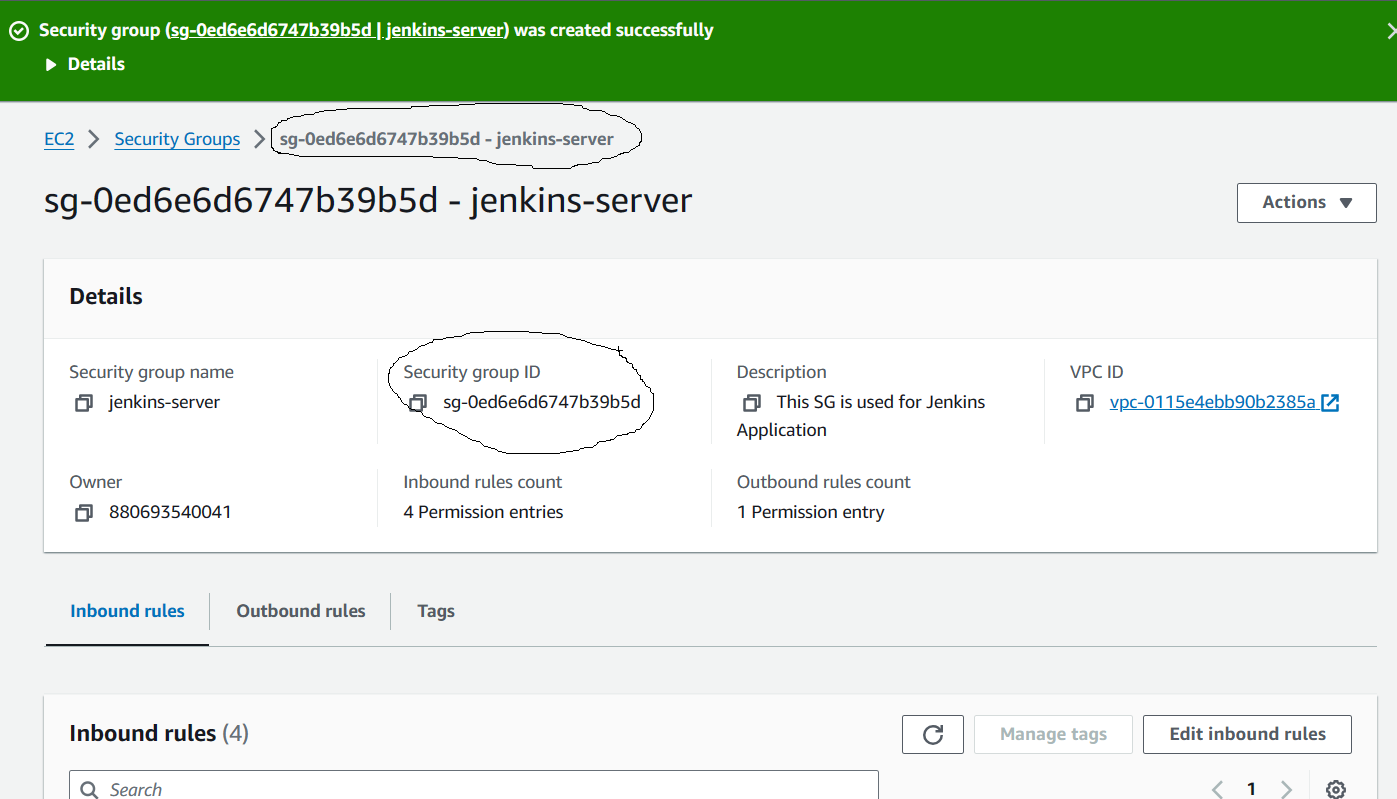 Security group (sg-0ed6e6d6747b39b5d | jenkins-server) was created successfully
Details
EC2 Security Groups sg-0ed6e6d6747b39b5d - jenkins-server
sg-0ed6e6d6747b39b5d - jenkins-server
Actions
Details
Security group name
jenkins-server
Security group ID
sg-0ed6e6d6747b39b5d
Description
This SG is used for Jenkins
Application
VPC ID
vpc-0115e4ebb90b2385a
Owner
880693540041
Inbound rules count
4 Permission entries
Outbound rules count
1 Permission entry
Inbound rules Outbound rules Tags
Inbound rules (4)
Manage tags Edit inbound rules
Search
1